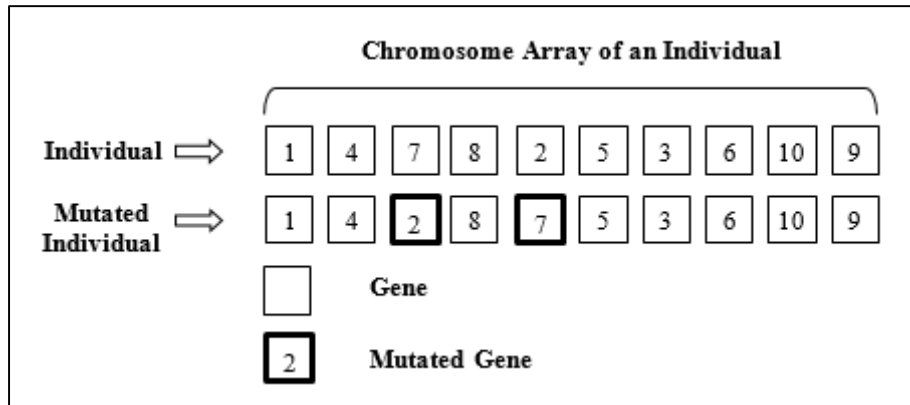 Chromosome Array of an Individual
Individual 1 4 7 8 2 5 3 6 10 9
Mutated
Individual
1 4 2 8 7 5 3 6 10 9
Gene
2 Mutated Gene